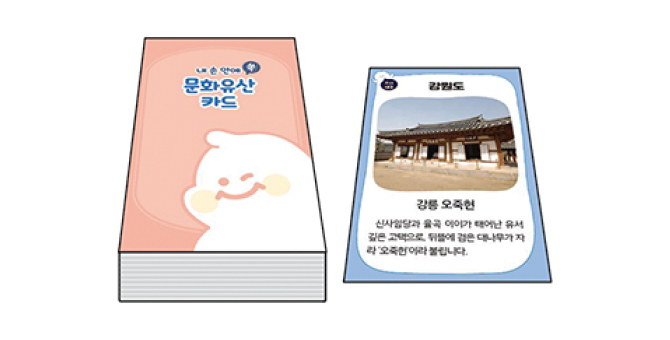 내 손 안에 쏙
문화유산
카드
강원도
강릉 오죽헌
신사임당과 율곡 이이가 태어난 유서
깊은 고택으로, 뒤뜰에 검은 대나무가 자
라 '오죽헌'이라 불립니다.